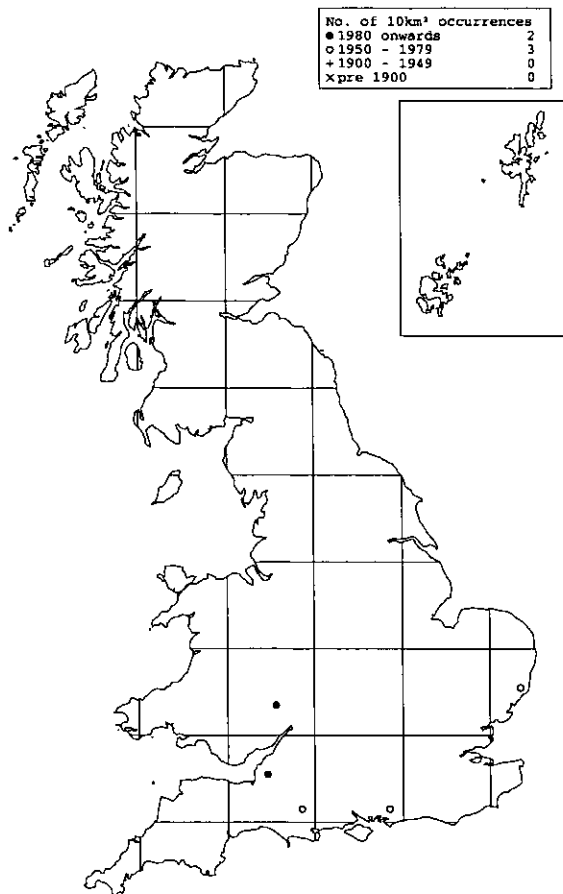 No. of 10km² occurrences
● 1980 onwards 2
○ 1950 - 1979 3
+ 1900 - 1949 0
× pre 1900 0